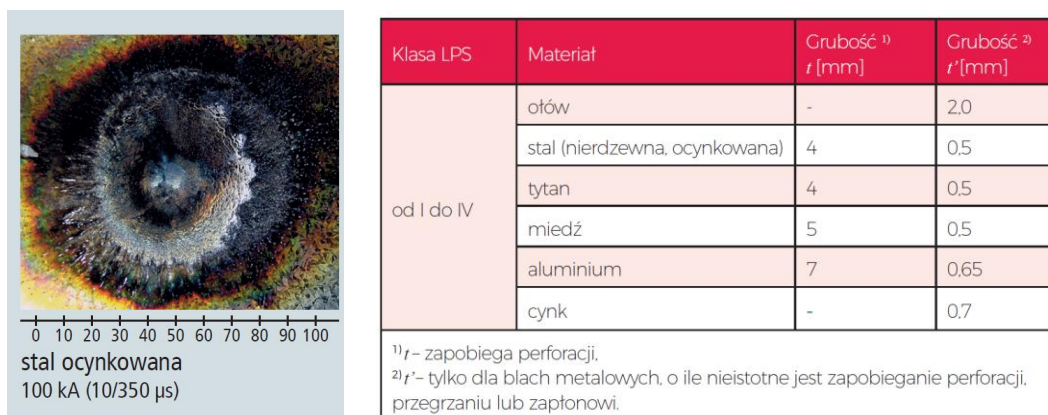 0 10 20 30 40 50 60 70 80 90 100
stal ocynkowana
100 kA (10/350 µs)
Klasa LPS Materiał Grubość ¹⁾ t [mm] Grubość ²⁾ t’[mm]
od I do IV
ołów - 2,0
stal (nierdzewna, ocynkowana) 4 0,5
tytan 4 0,5
miedź 5 0,5
aluminium 7 0,65
cynk - 0,7
¹⁾t – zapobiega perforacji,
²⁾t’– tylko dla blach metalowych, o ile nieistotne jest zapobieganie perforacji,
przegrzaniu lub zapłonowi.